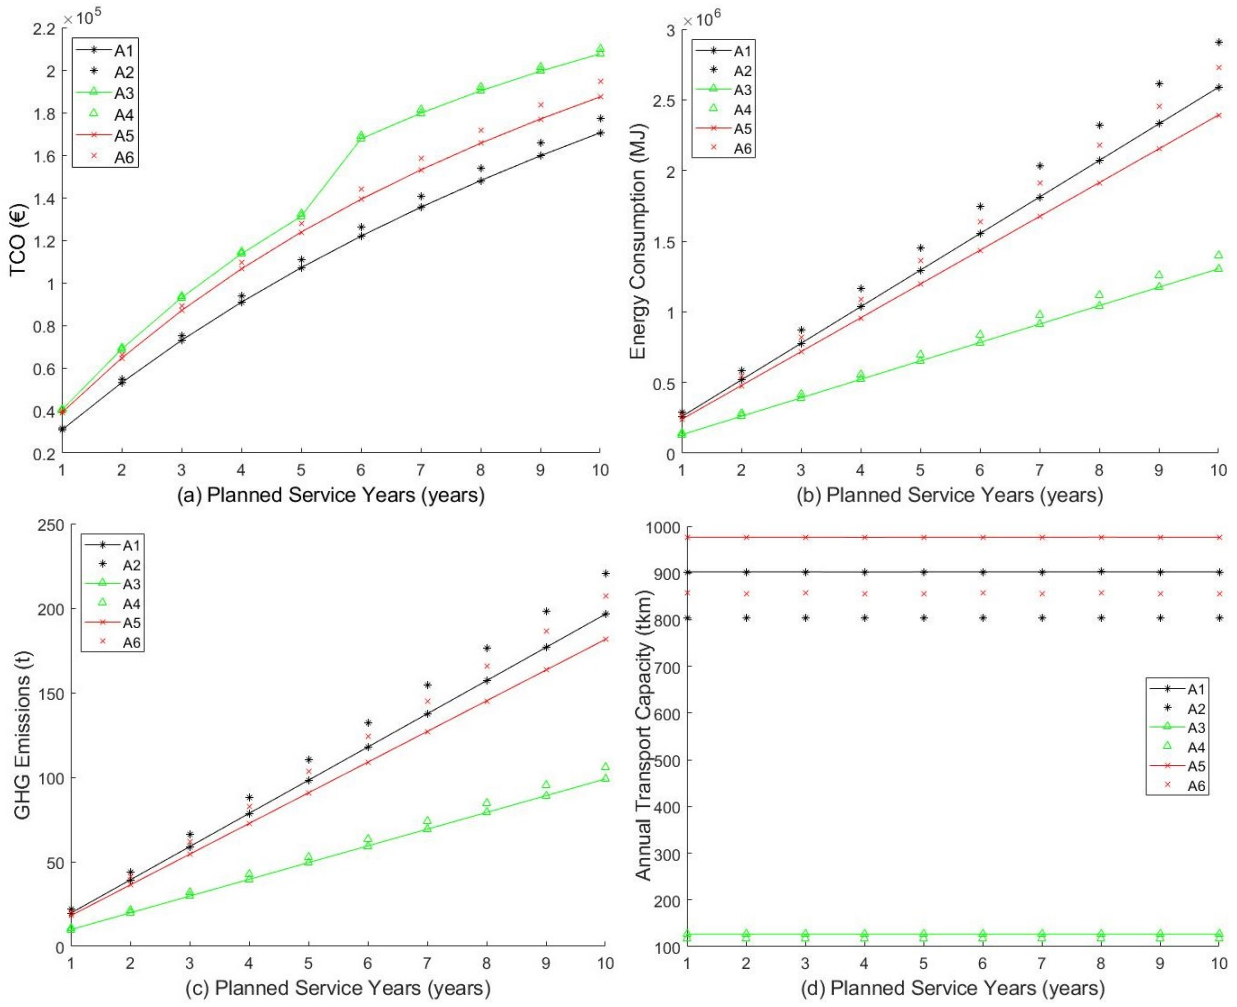 ×10⁵
2.2
2
1.8
1.6
1.4
1.2
1
0.8
0.6
0.4
0.2
TCO (€)
A1
A2
A3
A4
A5
A6
1 2 3 4 5 6 7 8 9 10
(a) Planned Service Years (years)
×10⁶
3
2.5
2
1.5
1
0.5
0
Energy Consumption (MJ)
A1
A2
A3
A4
A5
A6
1 2 3 4 5 6 7 8 9 10
(b) Planned Service Years (years)
250
200
150
100
50
0
GHG Emissions (t)
A1
A2
A3
A4
A5
A6
1 2 3 4 5 6 7 8 9 10
(c) Planned Service Years (years)
1000
900
800
700
600
500
400
300
200
100
Annual Transport Capacity (tkm)
A1
A2
A3
A4
A5
A6
1 2 3 4 5 6 7 8 9 10
(d) Planned Service Years (years)